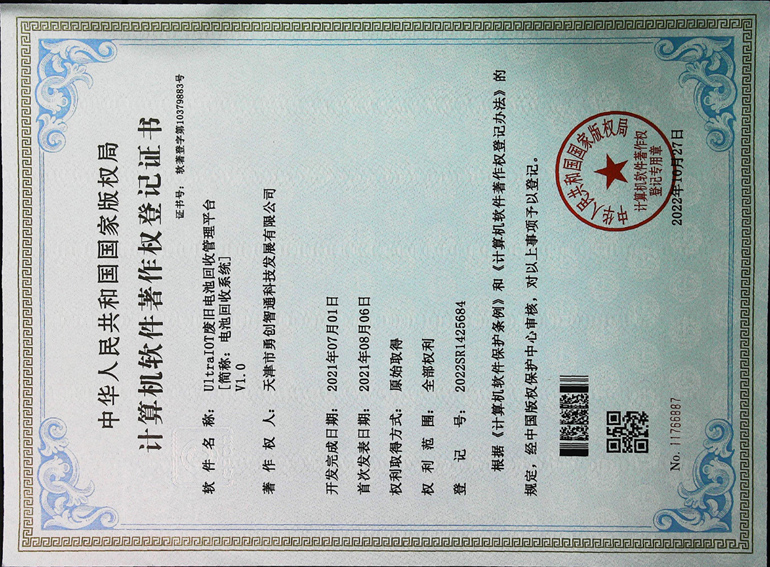 中华人民共和国国家版权局
计算机软件著作权登记证书
证书号：软著登字第10379883号
软件名称：UltraIOT废旧电池回收管理平台
[简称：电池回收系统]
V1.0
著作权人：天津市勇创智通科技发展有限公司
开发完成日期：2021年07月01日
首次发表日期：2021年08月06日
权利取得方式：原始取得
权利范围：全部权利
登记号：2022SR1425684
根据《计算机软件保护条例》和《计算机软件著作权登记办法》的
规定，经中国版权保护中心审核，对以上事项予以登记。
中华人民共和国国家版权局
计算机软件著作权
登记专用章
No. 11766887
2022年10月27日